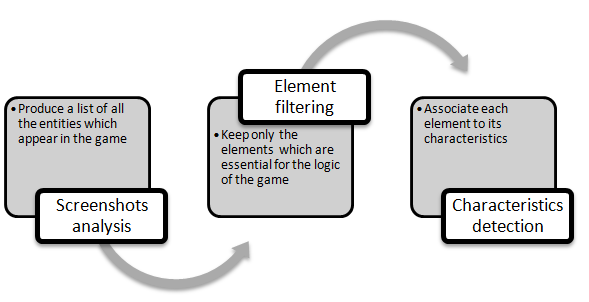 • Produce a list of all
the entities which
appear in the game
Screenshots
analysis
Element
filtering
• Keep only the
elements which are
essential for the logic
of the game
• Associate each
element to its
characteristics
Characteristics
detection